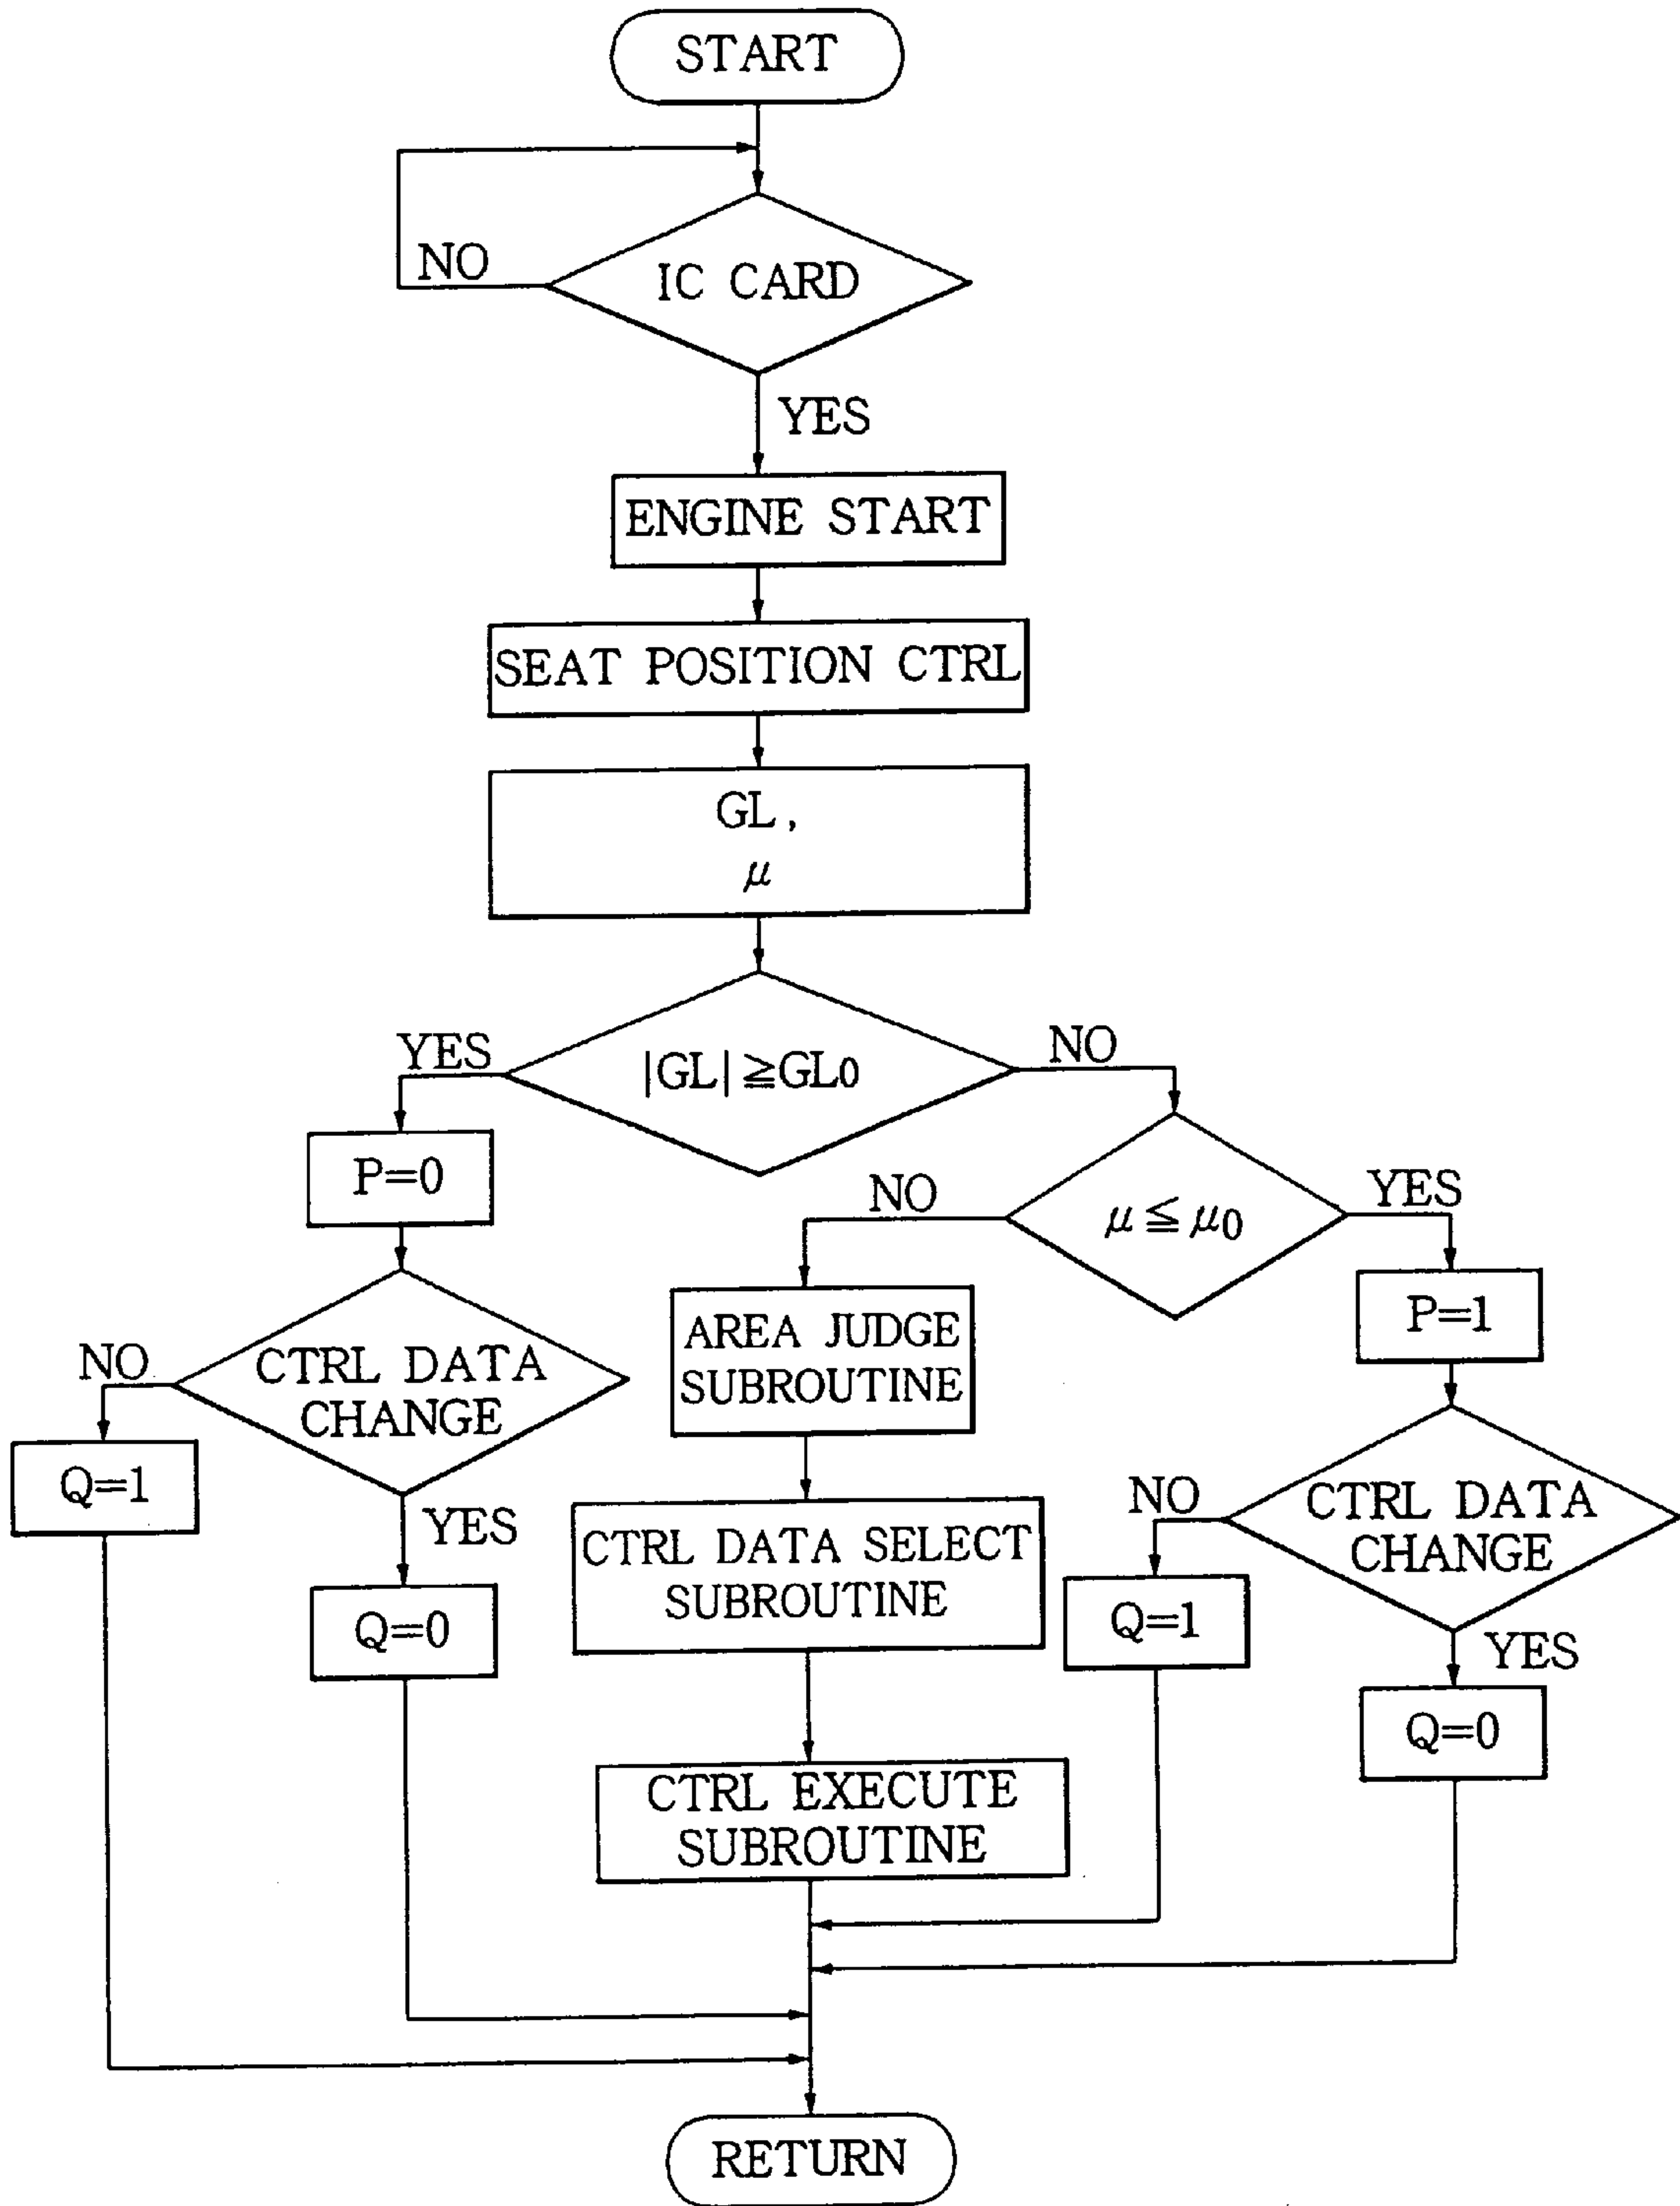 START
NO
IC CARD
YES
ENGINE START
SEAT POSITION CTRL
GL,
μ
YES
|GL|≧GL0
NO
P=0
NO
μ≦μ0
YES
AREA JUDGE
SUBROUTINE
P=1
NO
CTRL DATA
CHANGE
Q=1
YES
CTRL DATA SELECT
SUBROUTINE
NO
CTRL DATA
CHANGE
Q=0
Q=1
YES
Q=0
CTRL EXECUTE
SUBROUTINE
RETURN